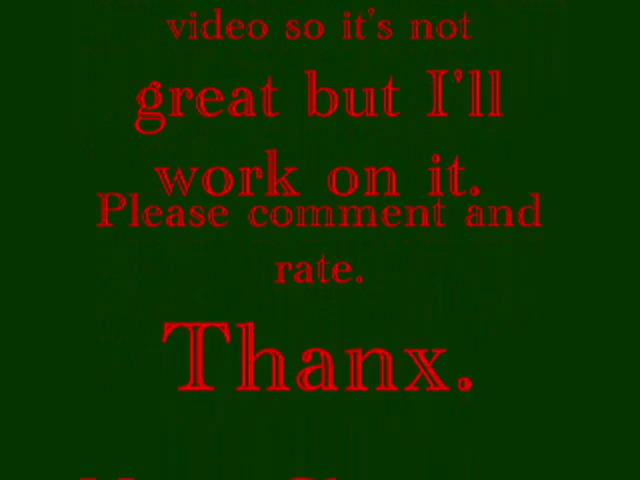 video so it's not
great but I'll
work on it.
Please comment and
rate.
Thanx.